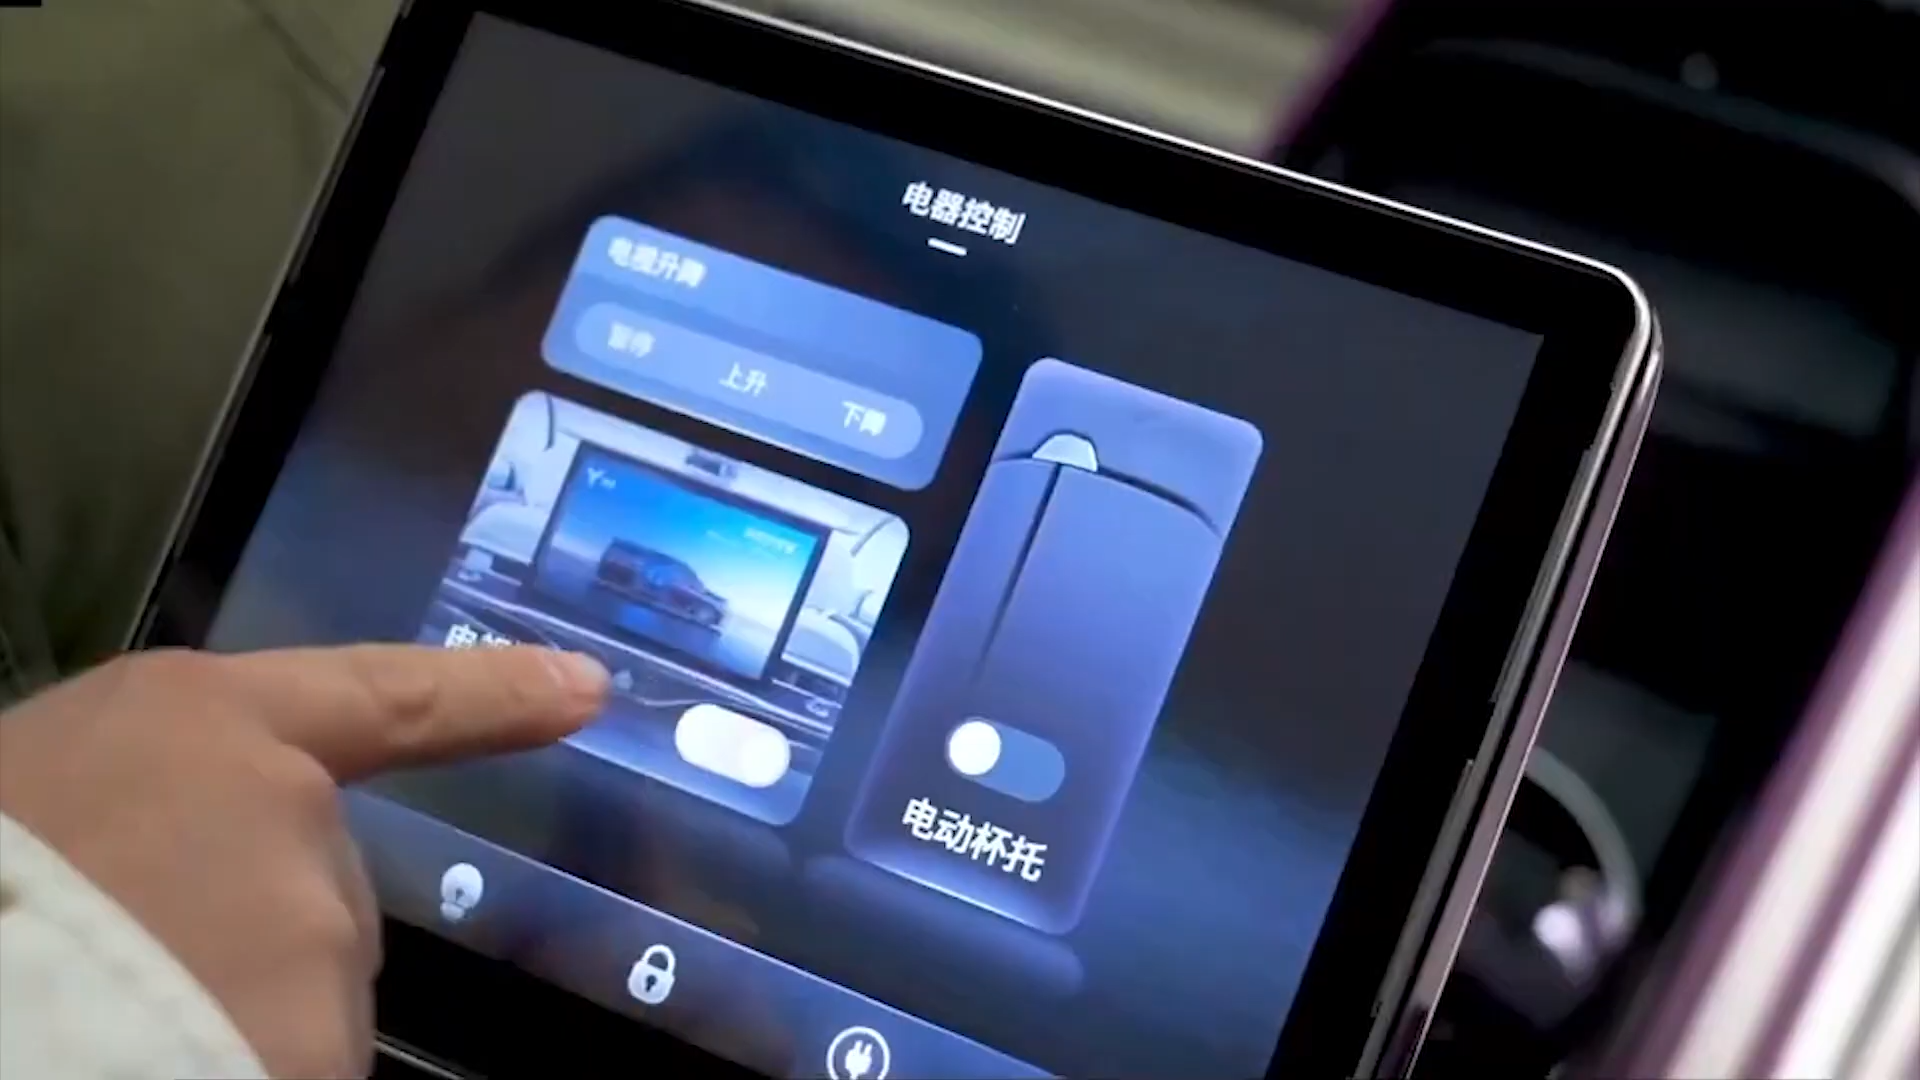 电器控制
电视升降
暂停
上升
下降
电动杯托